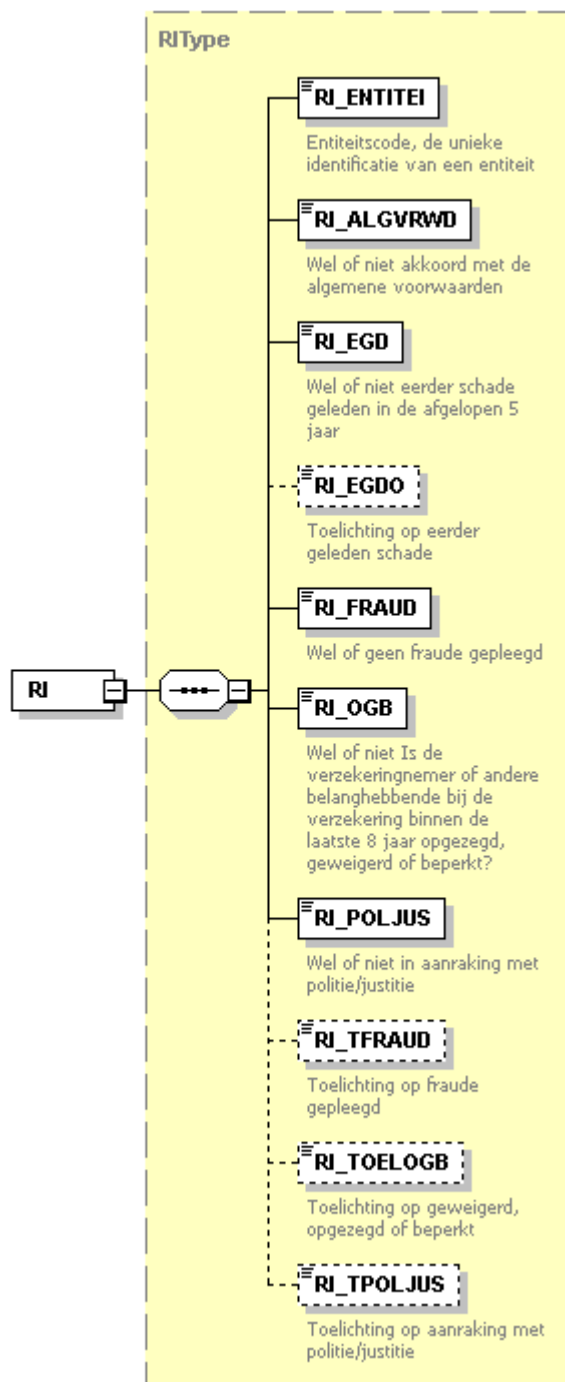 RIType
RI_ENTITEI
Entiteitscode, de unieke
identificatie van een entiteit
RI_ALGVRWD
Wel of niet akkoord met de
algemene voorwaarden
RI_EGD
Wel of niet eerder schade
geleden in de afgelopen 5
jaar
RI_EGDO
Toelichting op eerder
geleden schade
RI_FRAUD
Wel of geen fraude gepleegd
RI
RI_OGB
Wel of niet Is de
verzekeringnemer of andere
belanghebbende bij de
verzekering binnen de
laatste 8 jaar opgezegd,
geweigerd of beperkt?
RI_POLJUS
Wel of niet in aanraking met
politie/justitie
RI_TFRAUD
Toelichting op fraude
gepleegd
RI_TOELOGB
Toelichting op geweigerd,
opgezegd of beperkt
RI_TPOLJUS
Toelichting op aanraking met
politie/justitie